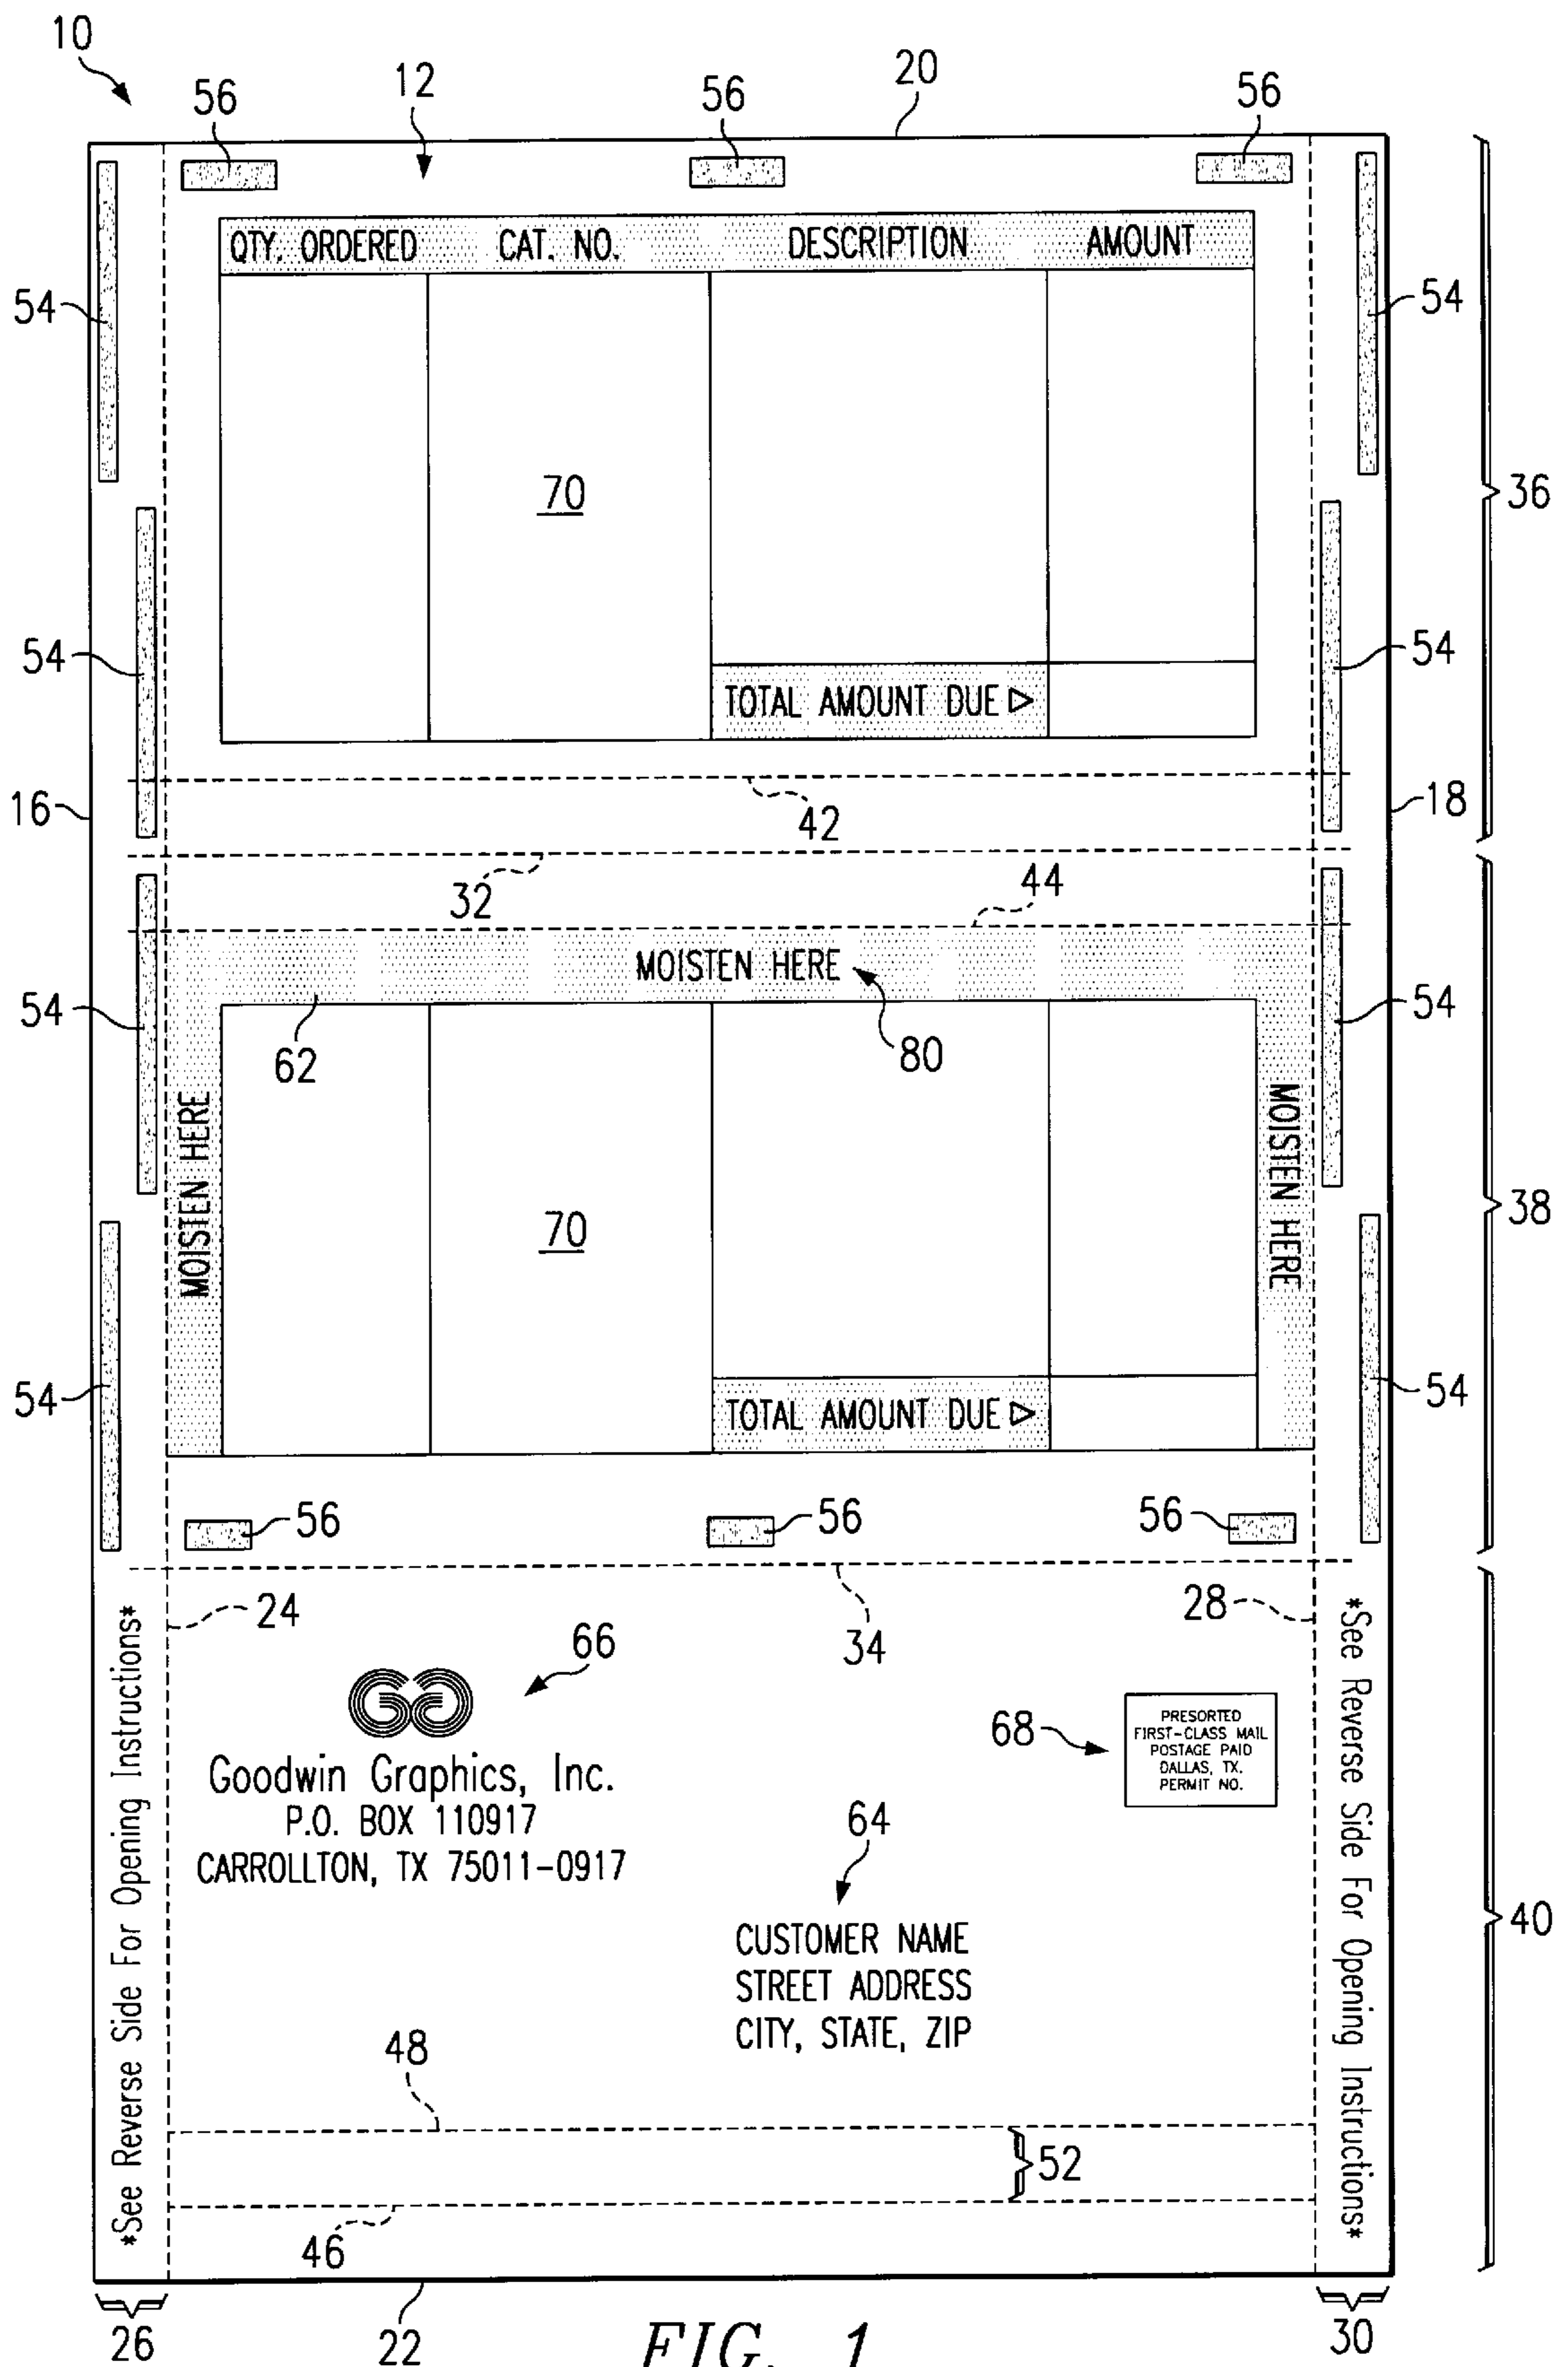 10
12
20
56
56
56
QTY. ORDERED CAT. NO. DESCRIPTION AMOUNT
54
54
70
36
54
54
TOTAL AMOUNT DUE ▷
16
42
18
32
44
MOISTEN HERE
54
54
62
80
MOISTEN HERE
MOISTEN HERE
38
70
54
54
TOTAL AMOUNT DUE ▷
56
56
56
24
28
34
66
*See Reverse Side For Opening Instructions*
*See Reverse Side For Opening Instructions*
GG
68
PRESORTED
FIRST-CLASS MAIL
POSTAGE PAID
DALLAS, TX.
PERMIT NO.
Goodwin Graphics, Inc.
P.O. BOX 110917
CARROLLTON, TX 75011-0917
64
40
CUSTOMER NAME
STREET ADDRESS
CITY, STATE, ZIP
48
52
46
26
22
30
FIG. 1